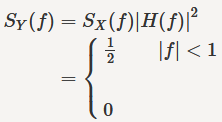 S_Y(f) = S_X(f)|H(f)|²
= { 1/2 |f| < 1
0